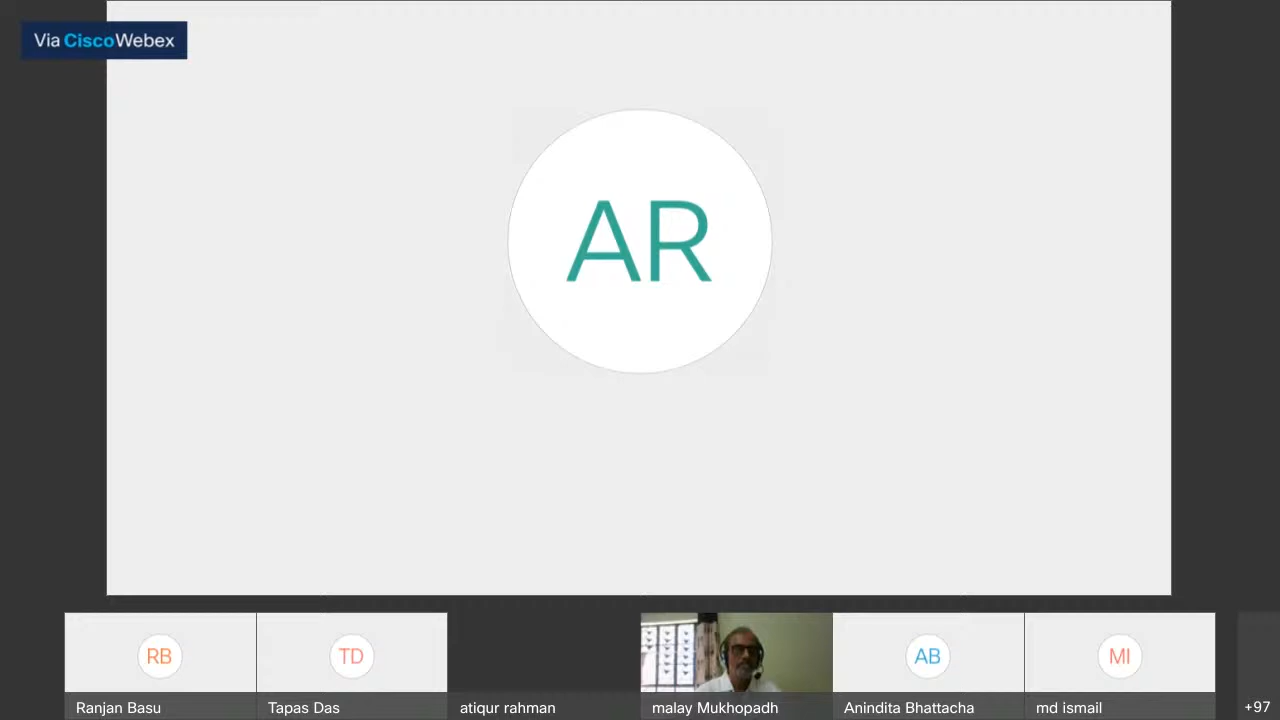 Via CiscoWebex
AR
RB
TD
AB
MI
Ranjan Basu
Tapas Das
atiqur rahman
malay Mukhopadh
Anindita Bhattacha
md ismail
+97